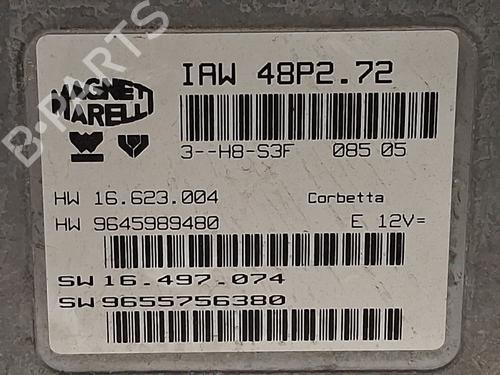 B-PARTS
MAGNETI
MARELLI
IAW 48P2.72
3--H8-S3F 085 05
HW 16.623.004 Corbetta
HW 9645989480 E 12V=
SW 16.497.074
SW 9655756380